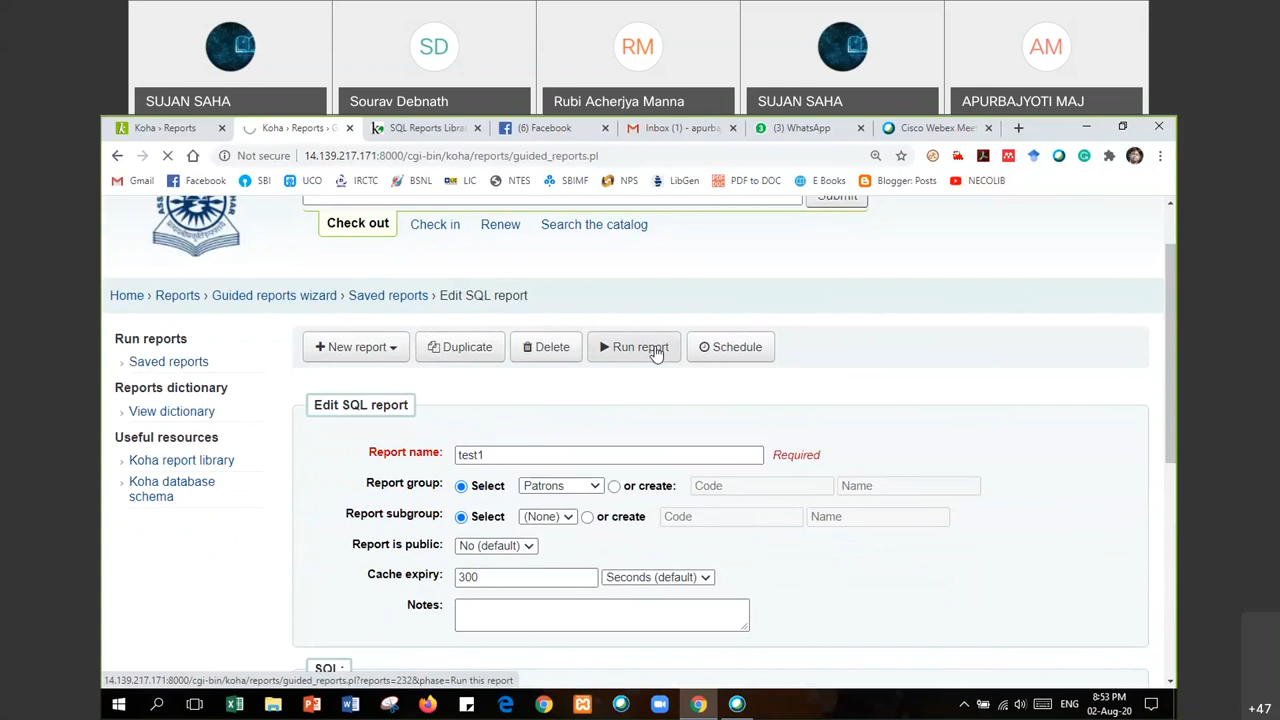 SD
RM
AM
SUJAN SAHA
Sourav Debnath
Rubi Acherjya Manna
SUJAN SAHA
APURBAJYOTI MAJ
Koha › Reports
Koha › Reports › G
SQL Reports Libra
(6) Facebook
Inbox (1) - apurba
(3) WhatsApp
Cisco Webex Mee
Not secure
14.139.217.171:8000/cgi-bin/koha/reports/guided_reports.pl
Gmail
Facebook
SBI
UCO
IRCTC
BSNL
LIC
NTES
SBIMF
NPS
LibGen
PDF to DOC
E Books
Blogger: Posts
NECOLIB
Submit
Check out
Check in
Renew
Search the catalog
Home › Reports › Guided reports wizard › Saved reports › Edit SQL report
Run reports
› Saved reports
Reports dictionary
› View dictionary
Useful resources
› Koha report library
› Koha database
schema
New report
Duplicate
Delete
Run report
Schedule
Edit SQL report
Report name: test1 Required
Report group: Select Patrons or create: Code Name
Report subgroup: Select (None) or create Code Name
Report is public: No (default)
Cache expiry: 300 Seconds (default)
Notes:
SQL:
14.139.217.171:8000/cgi-bin/koha/reports/guided_reports.pl?reports=232&phase=Run this report
ENG
8:53 PM
02-Aug-20
+47